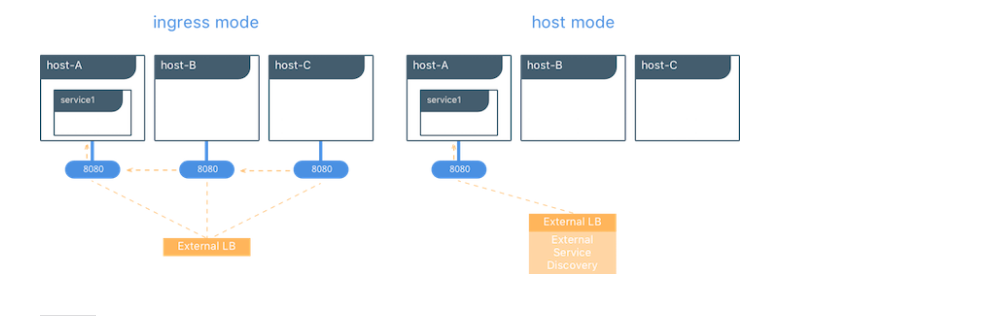 ingress mode
host mode
host-A
host-B
host-C
service1
8080
8080
8080
External LB
host-A
host-B
host-C
service1
8080
External LB
External
Service
Discovery